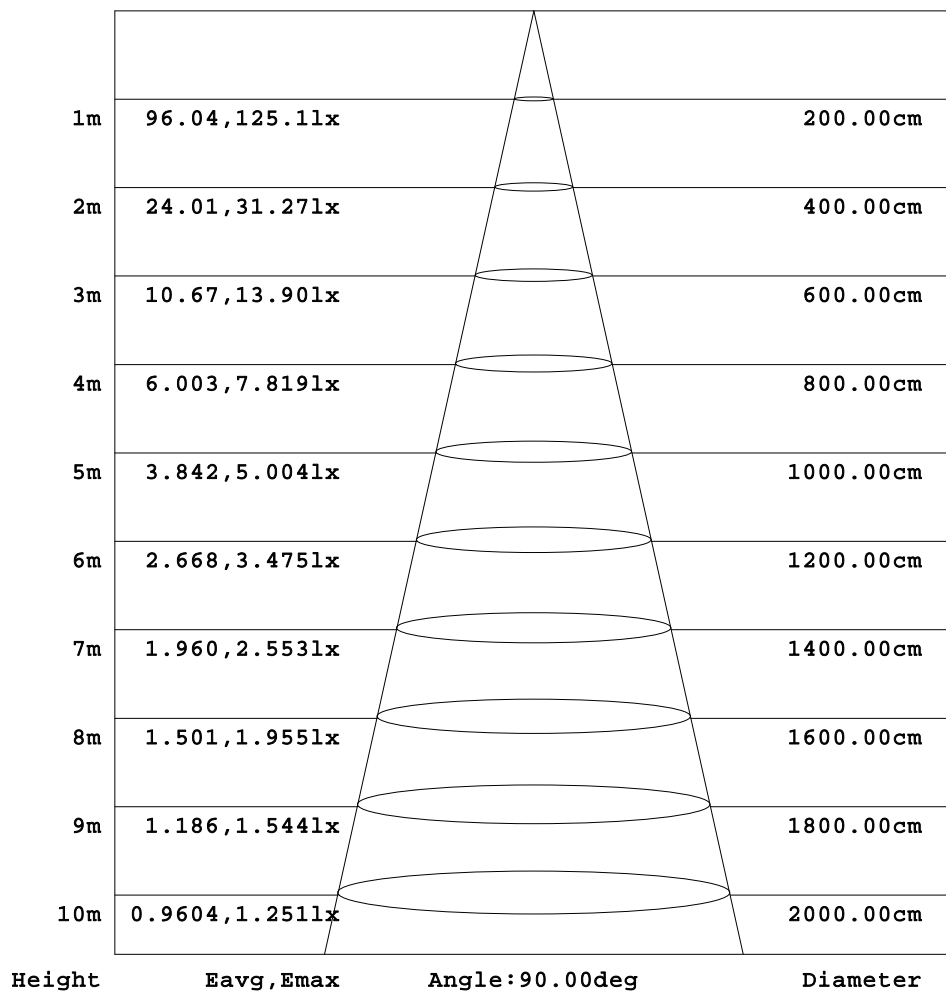 1m 96.04,125.1lx 200.00cm
2m 24.01,31.27lx 400.00cm
3m 10.67,13.90lx 600.00cm
4m 6.003,7.819lx 800.00cm
5m 3.842,5.004lx 1000.00cm
6m 2.668,3.475lx 1200.00cm
7m 1.960,2.553lx 1400.00cm
8m 1.501,1.955lx 1600.00cm
9m 1.186,1.544lx 1800.00cm
10m 0.9604,1.251lx 2000.00cm
Height Eavg,Emax Angle:90.00deg Diameter